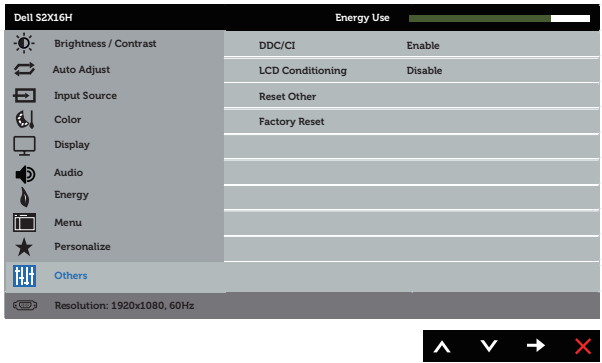 Dell S2X16H Energy Use
Brightness / Contrast
DDC/CI Enable
Auto Adjust
LCD Conditioning Disable
Input Source
Reset Other
Color
Factory Reset
Display
Audio
Energy
Menu
Personalize
Others
Resolution: 1920x1080, 60Hz